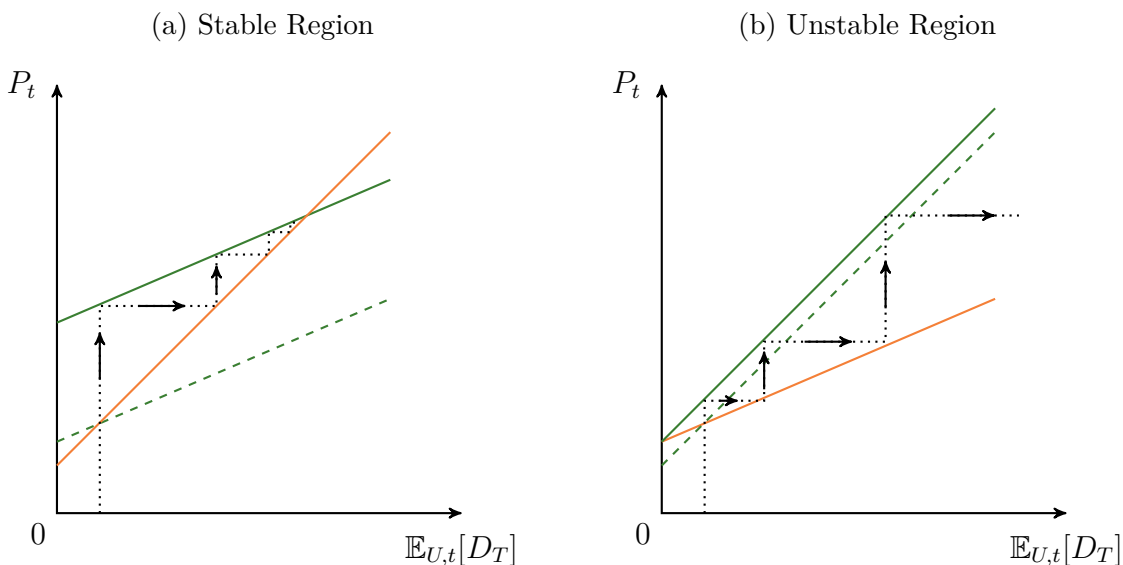 (a) Stable Region
P_t
0
𝔼_{U,t}[D_T]
(b) Unstable Region
P_t
0
𝔼_{U,t}[D_T]